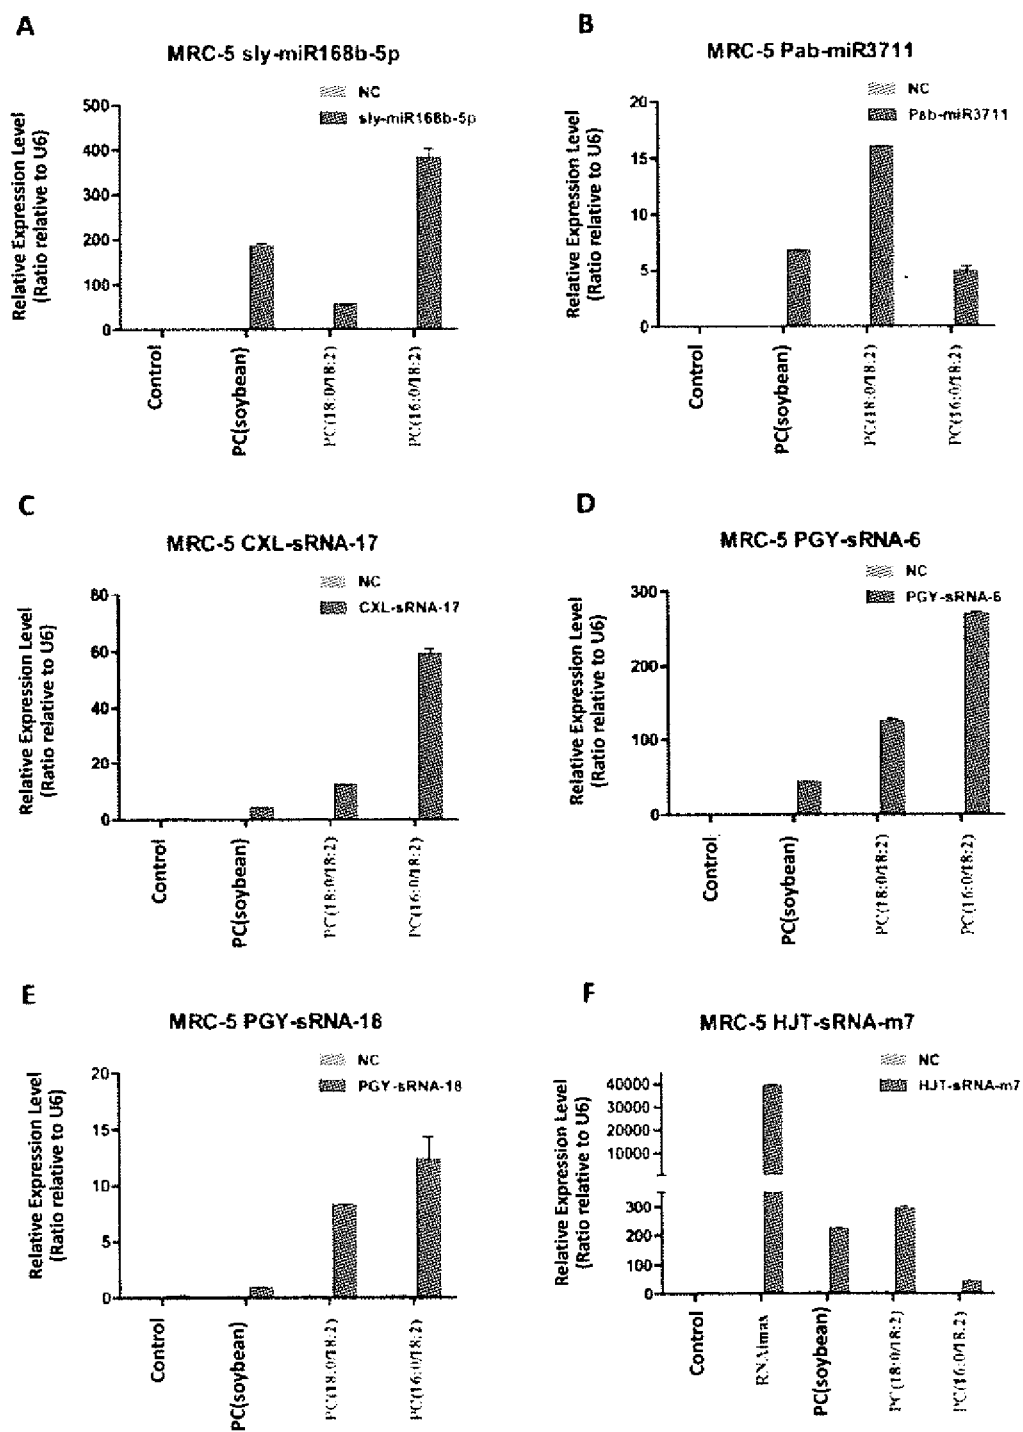 A
MRC-5 sly-miR168b-5p
NC
sly-miR168b-5p
Relative Expression Level
(Ratio relative to U6)
500
400
300
200
100
0
Control
PC(soybean)
PC(18:0/18:2)
PC(16:0/18:2)
B
MRC-5 Pab-miR3711
NC
Pab-miR3711
Relative Expression Level
(Ratio relative to U6)
20
15
10
5
0
Control
PC(soybean)
PC(18:0/18:2)
PC(16:0/18:2)
C
MRC-5 CXL-sRNA-17
NC
CXL-sRNA-17
Relative Expression Level
(Ratio relative to U6)
80
60
40
20
0
Control
PC(soybean)
PC(18:0/18:2)
PC(16:0/18:2)
D
MRC-5 PGY-sRNA-6
NC
PGY-sRNA-6
Relative Expression Level
(Ratio relative to U6)
300
200
100
0
Control
PC(soybean)
PC(18:0/18:2)
PC(16:0/18:2)
E
MRC-5 PGY-sRNA-18
NC
PGY-sRNA-18
Relative Expression Level
(Ratio relative to U6)
20
15
10
5
0
Control
PC(soybean)
PC(18:0/18:2)
PC(16:0/18:2)
F
MRC-5 HJT-sRNA-m7
NC
HJT-sRNA-m7
Relative Expression Level
(Ratio relative to U6)
40000
30000
20000
10000
300
200
100
0
Control
RNAimax
PC(soybean)
PC(18:0/18:2)
PC(16:0/18:2)